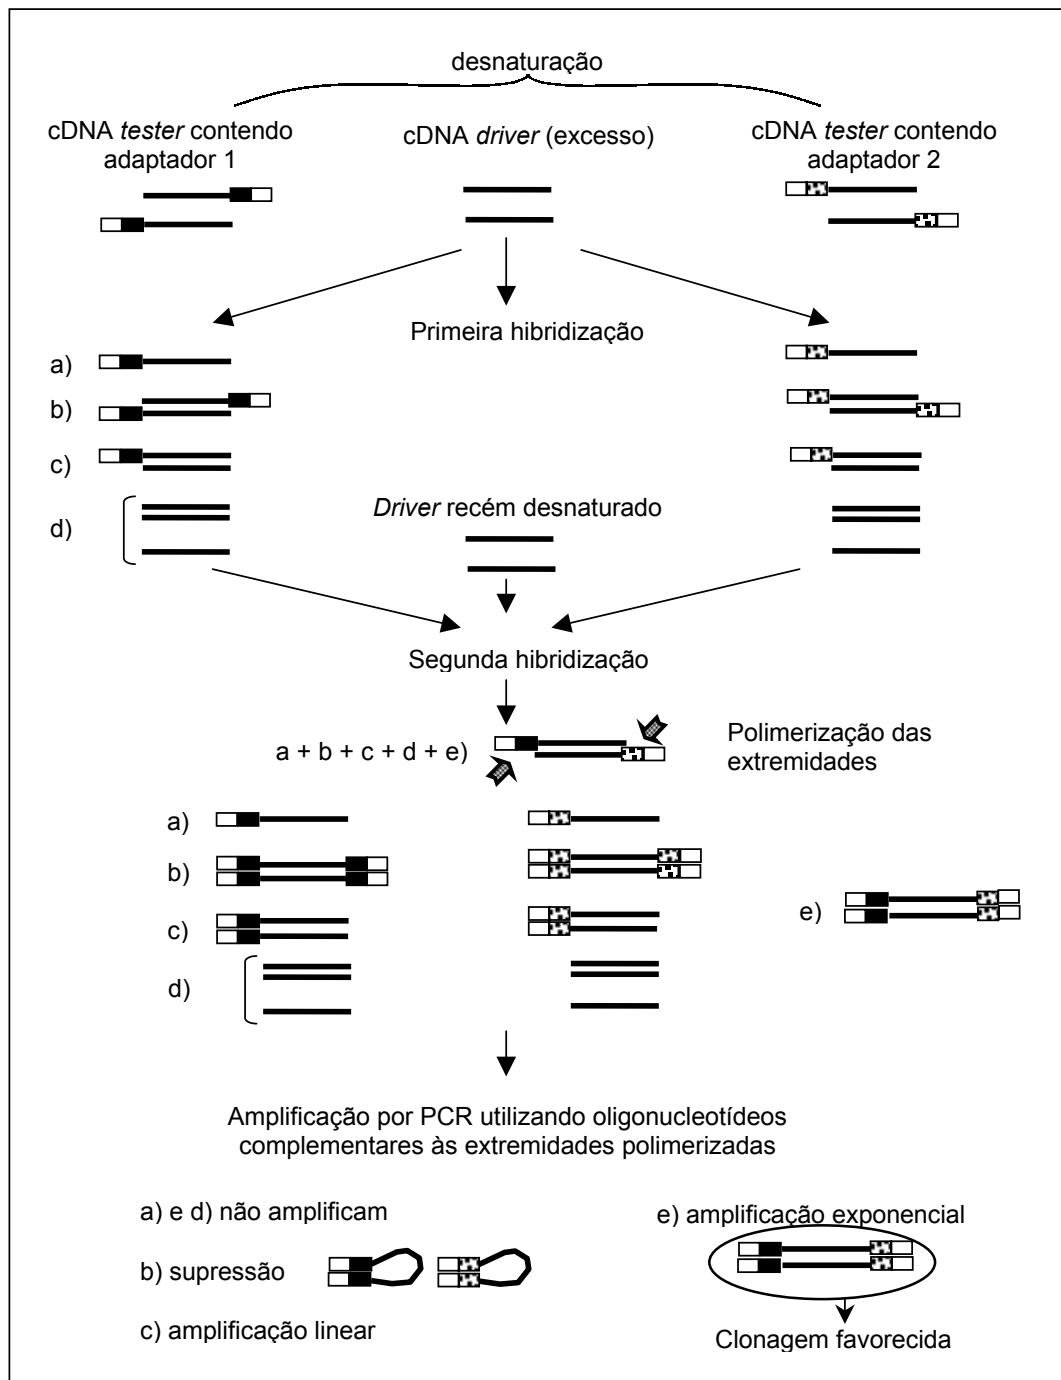 desnaturação
cDNA tester contendo
adaptador 1
cDNA driver (excesso)
cDNA tester contendo
adaptador 2
Primeira hibridização
a)
b)
c)
d)
Driver recém desnaturado
Segunda hibridização
a + b + c + d + e)
Polimerização das
extremidades
a)
b)
c)
d)
e)
Amplificação por PCR utilizando oligonucleotídeos
complementares às extremidades polimerizadas
a) e d) não amplificam
b) supressão
c) amplificação linear
e) amplificação exponencial
Clonagem favorecida